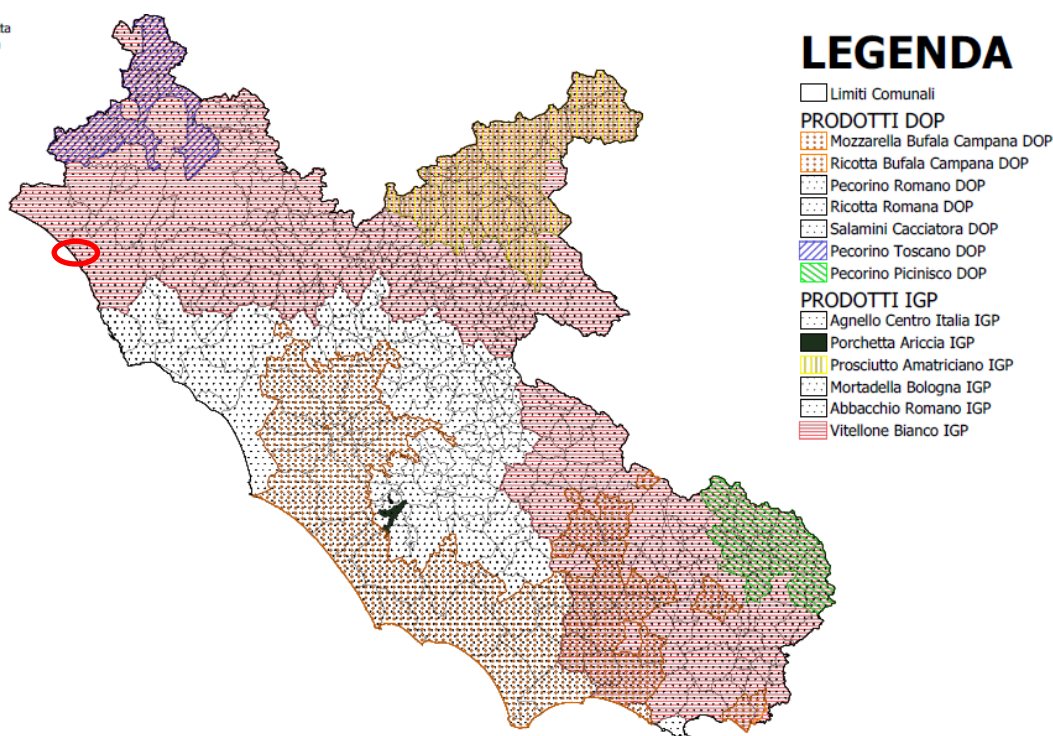 ta
LEGENDA
Limiti Comunali
PRODOTTI DOP
Mozzarella Bufala Campana DOP
Ricotta Bufala Campana DOP
Pecorino Romano DOP
Ricotta Romana DOP
Salamini Cacciatora DOP
Pecorino Toscano DOP
Pecorino Picinisco DOP
PRODOTTI IGP
Agnello Centro Italia IGP
Porchetta Ariccia IGP
Prosciutto Amatriciano IGP
Mortadella Bologna IGP
Abbacchio Romano IGP
Vitellone Bianco IGP